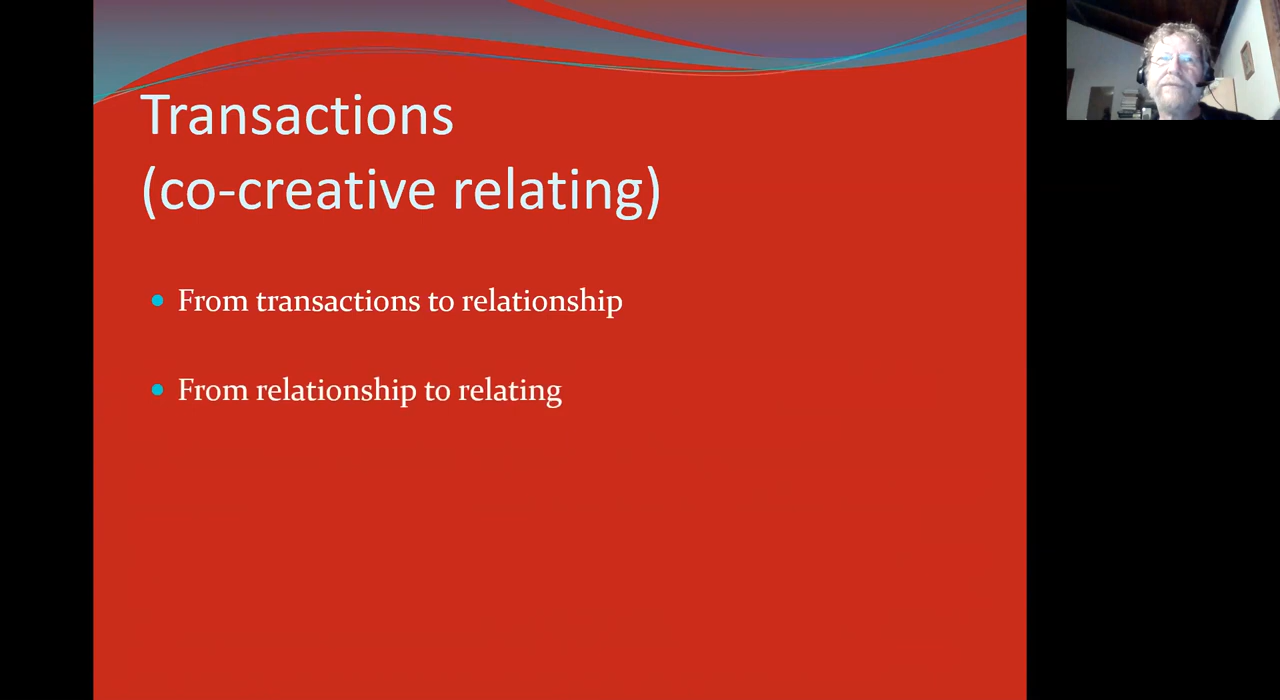 Transactions
(co-creative relating)
From transactions to relationship
From relationship to relating